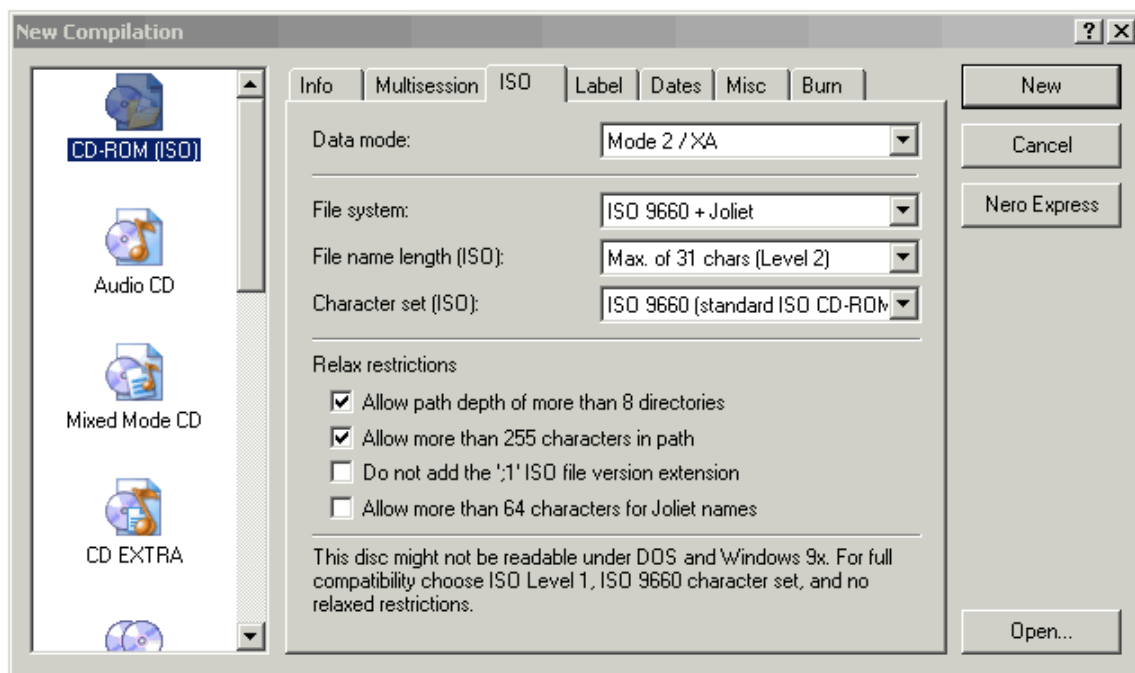 New Compilation
CD-ROM (ISO)
Audio CD
Mixed Mode CD
CD EXTRA
Info Multisession ISO Label Dates Misc Burn
Data mode: Mode 2 / XA
File system: ISO 9660 + Joliet
File name length (ISO): Max. of 31 chars (Level 2)
Character set (ISO): ISO 9660 (standard ISO CD-ROM
Relax restrictions
Allow path depth of more than 8 directories
Allow more than 255 characters in path
Do not add the ';1' ISO file version extension
Allow more than 64 characters for Joliet names
This disc might not be readable under DOS and Windows 9x. For full
compatibility choose ISO Level 1, ISO 9660 character set, and no
relaxed restrictions.
New
Cancel
Nero Express
Open...